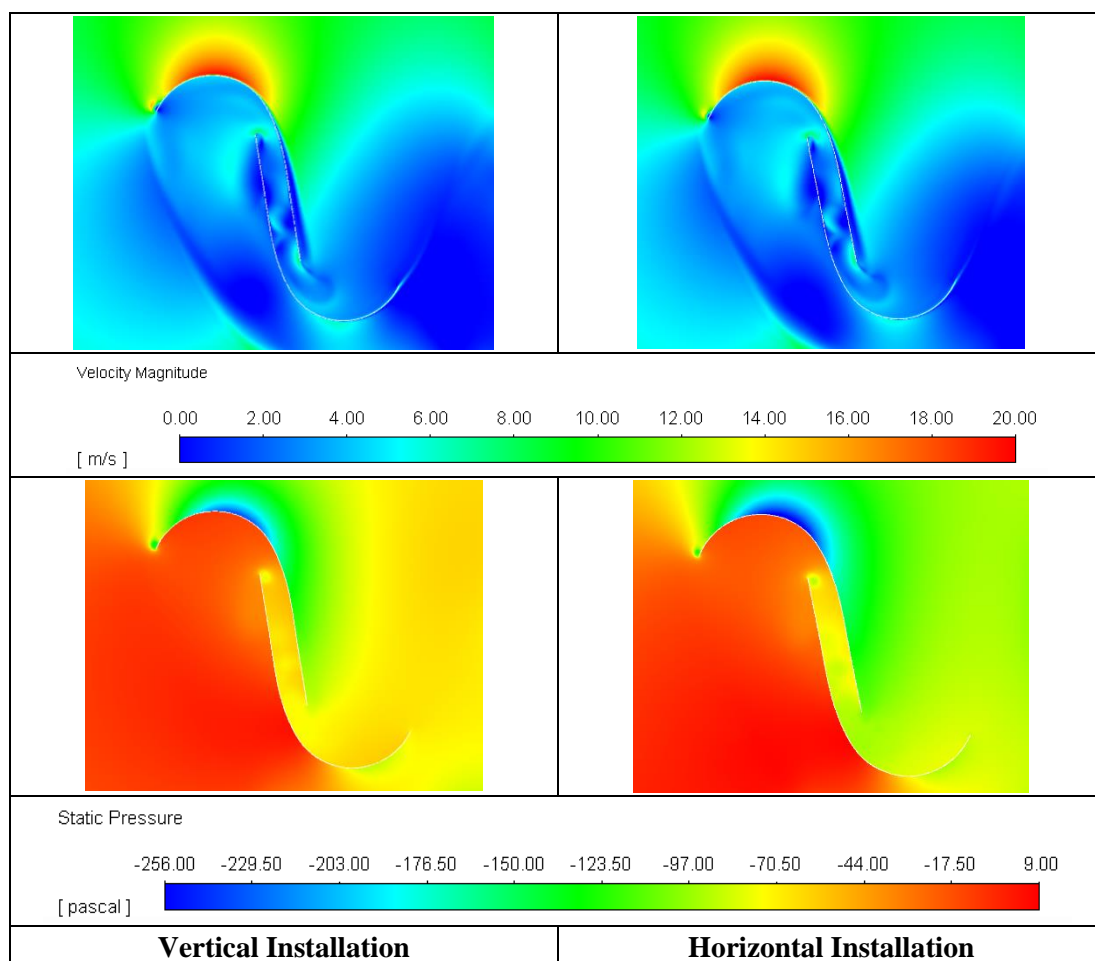 Velocity Magnitude
0.00 2.00 4.00 6.00 8.00 10.00 12.00 14.00 16.00 18.00 20.00
[ m/s ]
Static Pressure
-256.00 -229.50 -203.00 -176.50 -150.00 -123.50 -97.00 -70.50 -44.00 -17.50 9.00
[ pascal ]
Vertical Installation Horizontal Installation